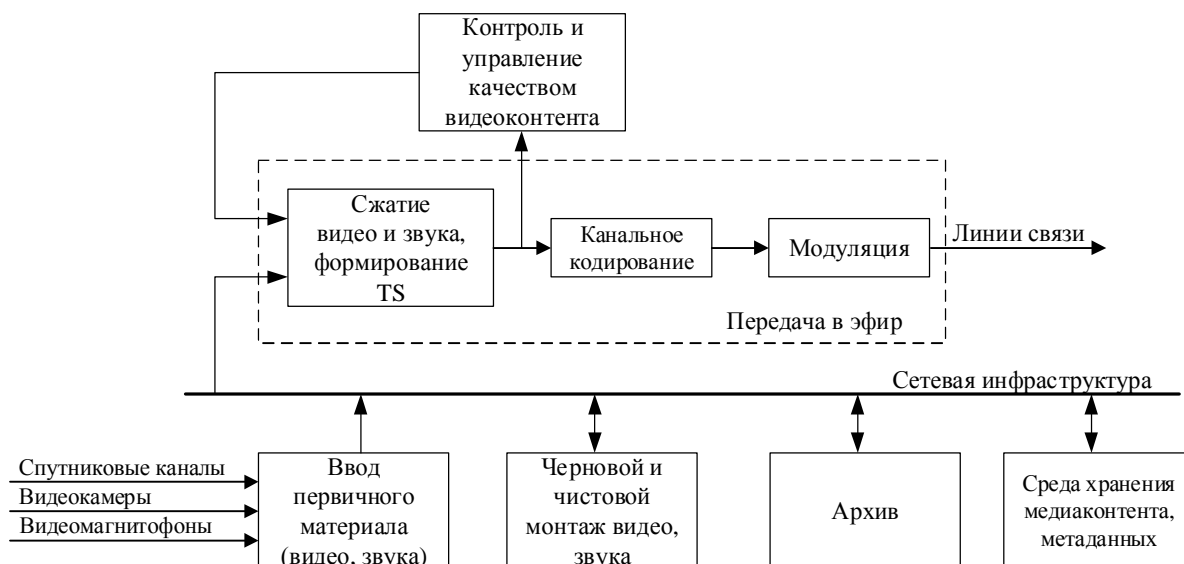 Контроль и
управление
качеством
видеоконтента
Сжатие
видео и звука,
формирование
TS
Канальное
кодирование
Модуляция
Линии связи
Передача в эфир
Сетевая инфраструктура
Спутниковые каналы
Видеокамеры
Видеомагнитофоны
Ввод
первичного
материала
(видео, звука)
Черновой и
чистовой
монтаж видео,
звука
Архив
Среда хранения
медиаконтента,
метаданных